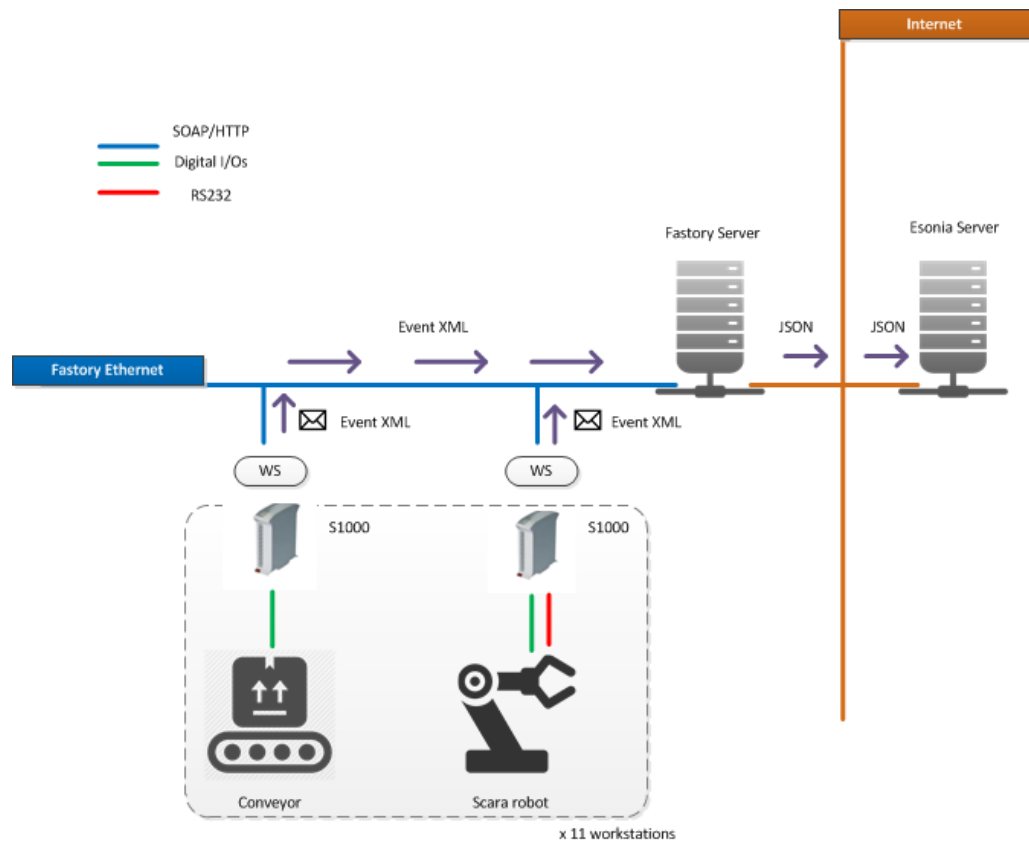 Internet
SOAP/HTTP
Digital I/Os
RS232
Fastory Server
Esonia Server
Event XML
JSON
JSON
Fastory Ethernet
Event XML
Event XML
WS
WS
S1000
S1000
Conveyor
Scara robot
x 11 workstations